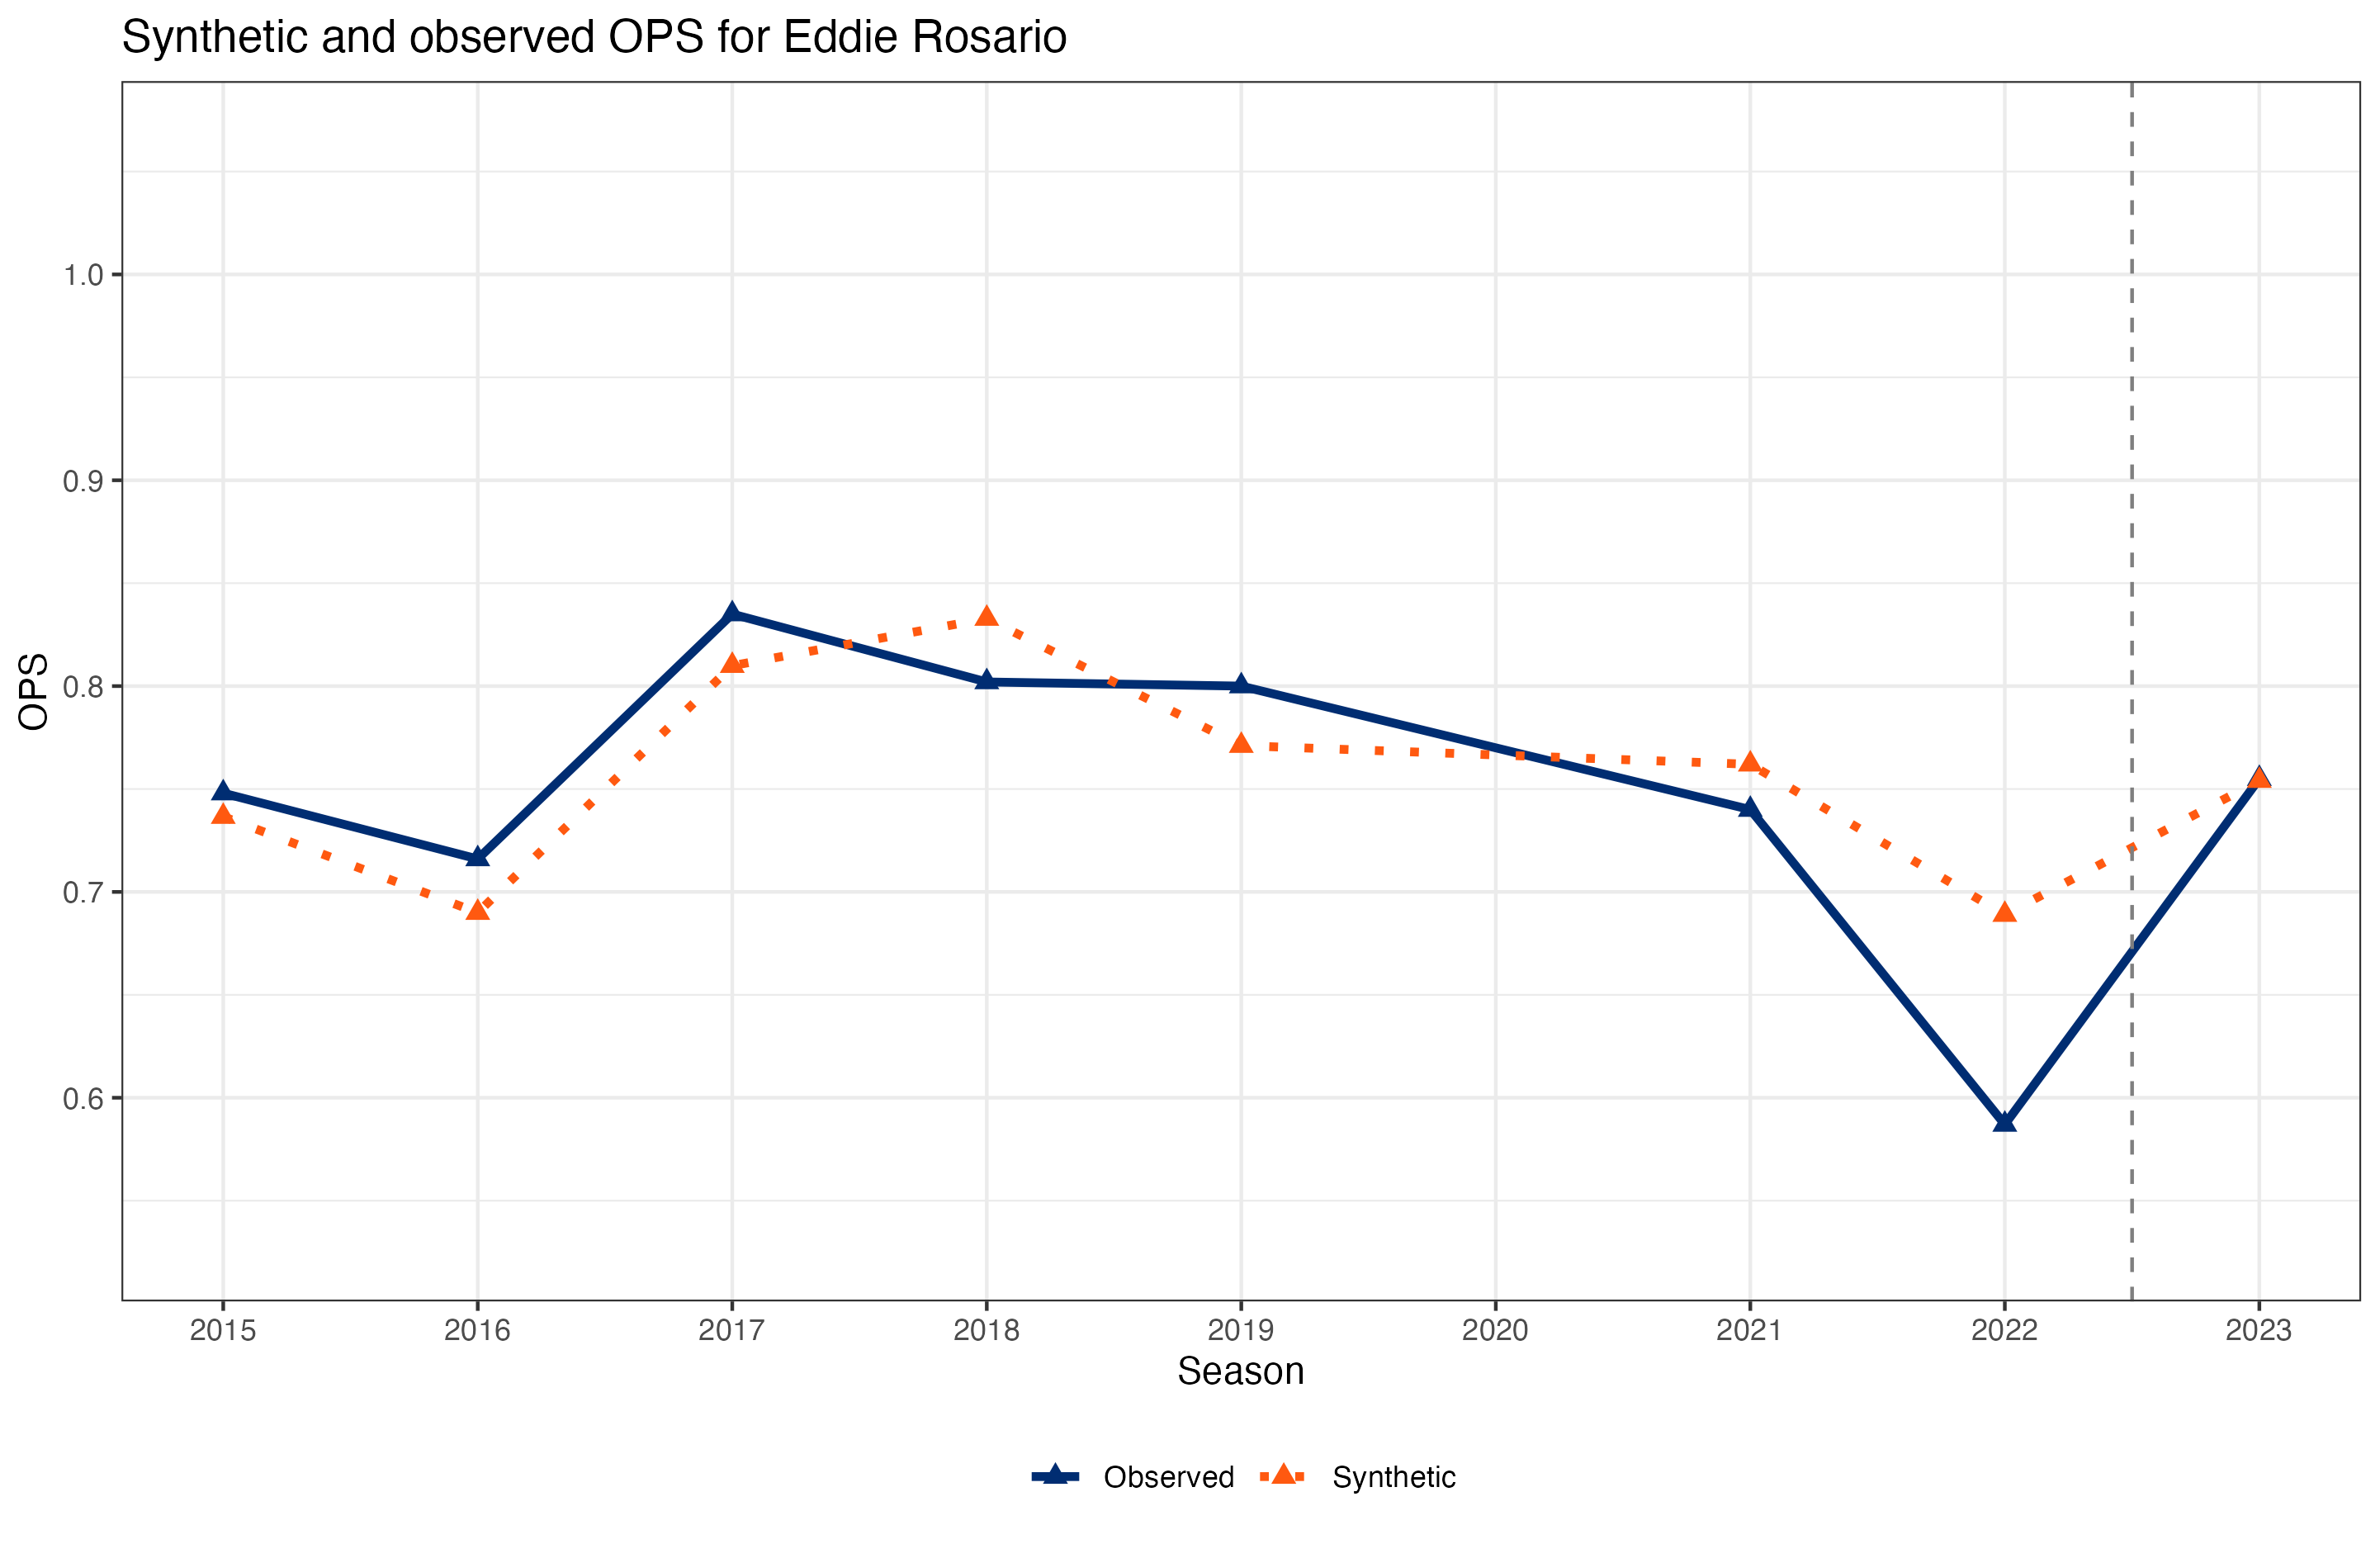 Synthetic and observed OPS for Eddie Rosario
OPS
1.0
0.9
0.8
0.7
0.6
2015 2016 2017 2018 2019 2020 2021 2022 2023
Season
Observed Synthetic